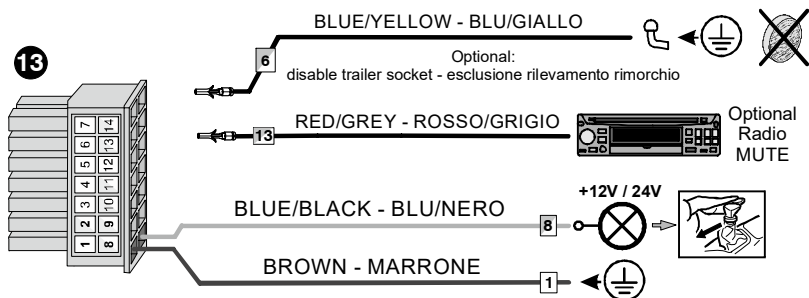 BLUE/YELLOW - BLU/GIALLO
13
6
Optional:
disable trailer socket - esclusione rilevamento rimorchio
RED/GREY - ROSSO/GRIGIO
13
Optional
Radio
MUTE
7 14
6 13
5 12
4 11
3 10
2 9
1 8
+12V / 24V
BLUE/BLACK - BLU/NERO
8
BROWN - MARRONE
1